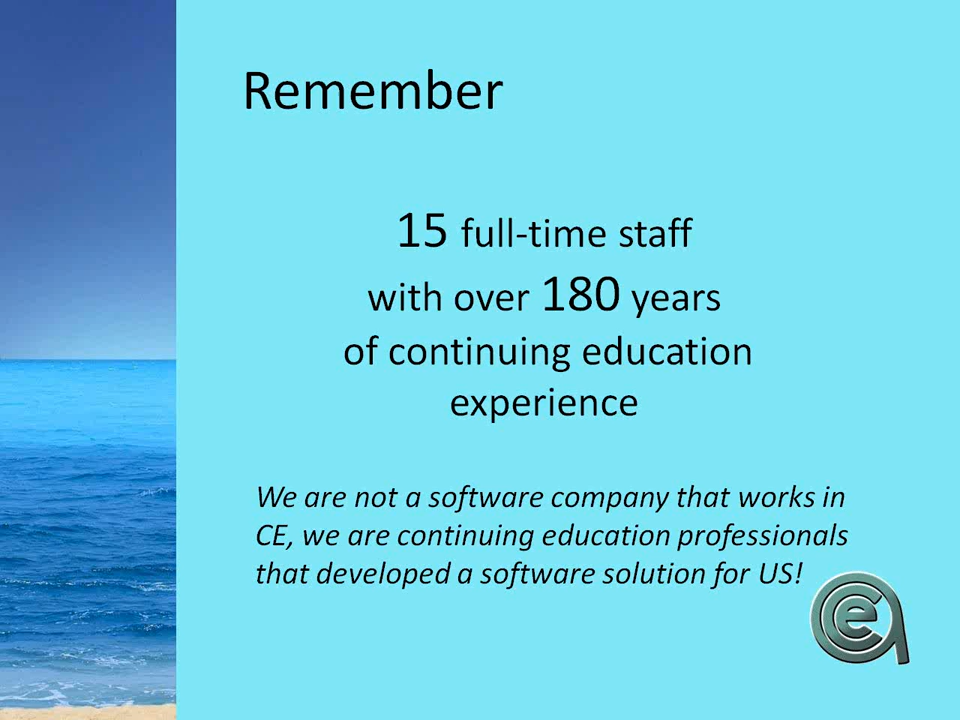 Remember
15 full-time staff
with over 180 years
of continuing education
experience
We are not a software company that works in
CE, we are continuing education professionals
that developed a software solution for US!